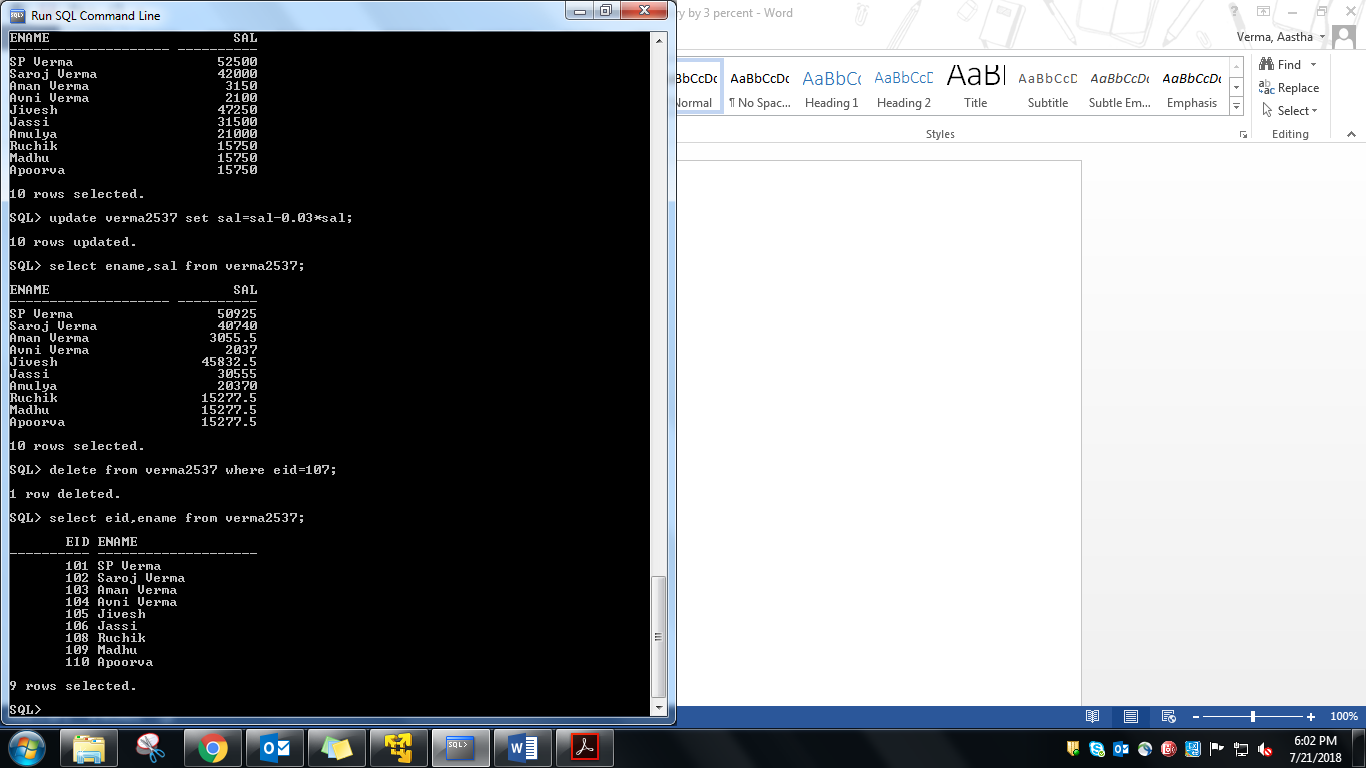 Run SQL Command Line
ENAME SAL
-------------------- ----------
SP Verma 52500
Saroj Verma 42000
Aman Verma 3150
Avni Verma 2100
Jivesh 47250
Jassi 31500
Amulya 21000
Ruchik 15750
Madhu 15750
Apoorva 15750
10 rows selected.
SQL> update verma2537 set sal=sal-0.03*sal;
10 rows updated.
SQL> select ename,sal from verma2537;
ENAME SAL
-------------------- ----------
SP Verma 50925
Saroj Verma 40740
Aman Verma 3055.5
Avni Verma 2037
Jivesh 45832.5
Jassi 30555
Amulya 20370
Ruchik 15277.5
Madhu 15277.5
Apoorva 15277.5
10 rows selected.
SQL> delete from verma2537 where eid=107;
1 row deleted.
SQL> select eid,ename from verma2537;
EID ENAME
---------- --------------------
101 SP Verma
102 Saroj Verma
103 Aman Verma
104 Avni Verma
105 Jivesh
106 Jassi
108 Ruchik
109 Madhu
110 Apoorva
9 rows selected.
SQL>
by 3 percent - Word
Verma, Aastha
AaBbCcDc AaBbCc AaBbCcD AaB AaBbCcD AaBbCcDc AaBbCcDc
¶ No Spac... Heading 1 Heading 2 Title Subtitle Subtle Em... Emphasis
Styles
Find
Replace
Select
Editing
100%
SQL>
6:02 PM
7/21/2018